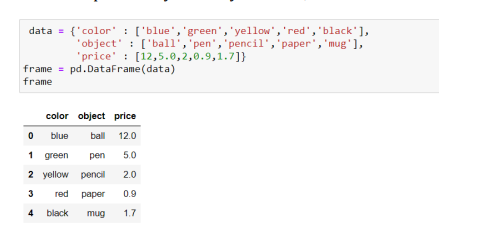 data = {'color' : ['blue','green','yellow','red','black'],
'object' : ['ball','pen','pencil','paper','mug'],
'price' : [12,5.0,2,0.9,1.7]}
frame = pd.DataFrame(data)
frame
color object price
0 blue ball 12.0
1 green pen 5.0
2 yellow pencil 2.0
3 red paper 0.9
4 black mug 1.7